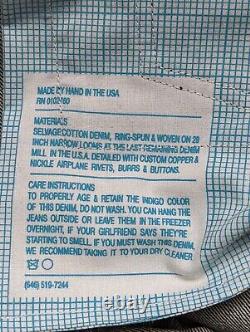 MADE BY HAND IN THE USA
RN 0102460
MATERIALS
SELVAGE COTTON DENIM, RING-SPUN & WOVEN ON 28
INCH NARROW LOOMS AS THE LAST REMAINING DENIM
MILL IN THE U.S.A. DETAILED WITH CUSTOM COPPER &
NICKLE AIRPLANE RIVETS, BURRS & BUTTONS.
CARE INSTRUCTIONS
TO PROPERLY AGE & RETAIN THE INDIGO COLOR
OF THIS DENIM, DO NOT WASH. YOU CAN HANG THE
JEANS OUTSIDE OR LEAVE THEM IN THE FREEZER
OVERNIGHT, OR IF YOUR GIRLFRIEND SAYS THEY'RE
STARTING TO SMELL. IF YOU MUST WASH THIS DENIM,
WE RECOMMEND TAKING IT TO YOUR DRY CLEANER
(646) 519-7244